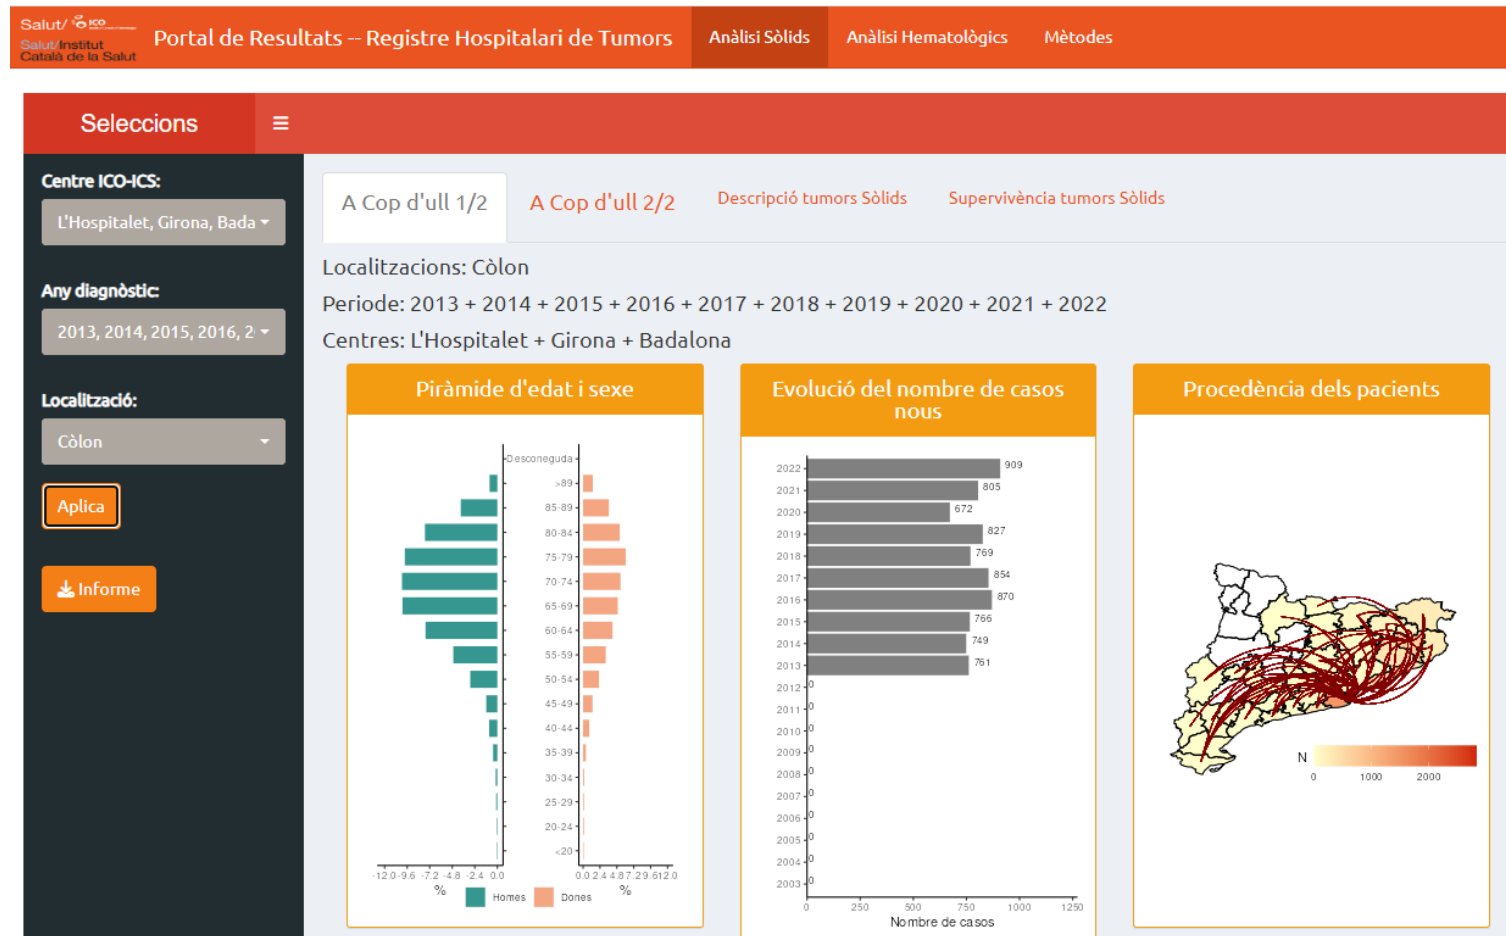 Salut/ ICO
Salut/Institut
Català de la Salut
Portal de Resultats -- Registre Hospitalari de Tumors
Anàlisi Sòlids
Anàlisi Hematològics
Mètodes
Seleccions
Centre ICO-ICS:
L'Hospitalet, Girona, Bada
Any diagnòstic:
2013, 2014, 2015, 2016, 2
Localització:
Còlon
Aplica
Informe
A Cop d'ull 1/2
A Cop d'ull 2/2
Descripció tumors Sòlids
Supervivència tumors Sòlids
Localitzacions: Còlon
Periode: 2013 + 2014 + 2015 + 2016 + 2017 + 2018 + 2019 + 2020 + 2021 + 2022
Centres: L'Hospitalet + Girona + Badalona
Piràmide d'edat i sexe
Desconeguda
>89
85-89
80-84
75-79
70-74
65-69
60-64
55-59
50-54
45-49
40-44
35-39
30-34
25-29
20-24
<20
-12.0 -9.6 -7.2 -4.8 -2.4 0.0
0.0 2.4 4.8 7.2 9.6 12.0
% %
Homes Dones
Evolució del nombre de casos
nous
2022 909
2021 805
2020 672
2019 827
2018 769
2017 854
2016 870
2015 766
2014 749
2013 761
2012 0
2011 0
2010 0
2009 0
2008 0
2007 0
2006 0
2005 0
2004 0
2003 0
0 250 500 750 1000 1250
Nombre de casos
Procedència dels pacients
N
0 1000 2000